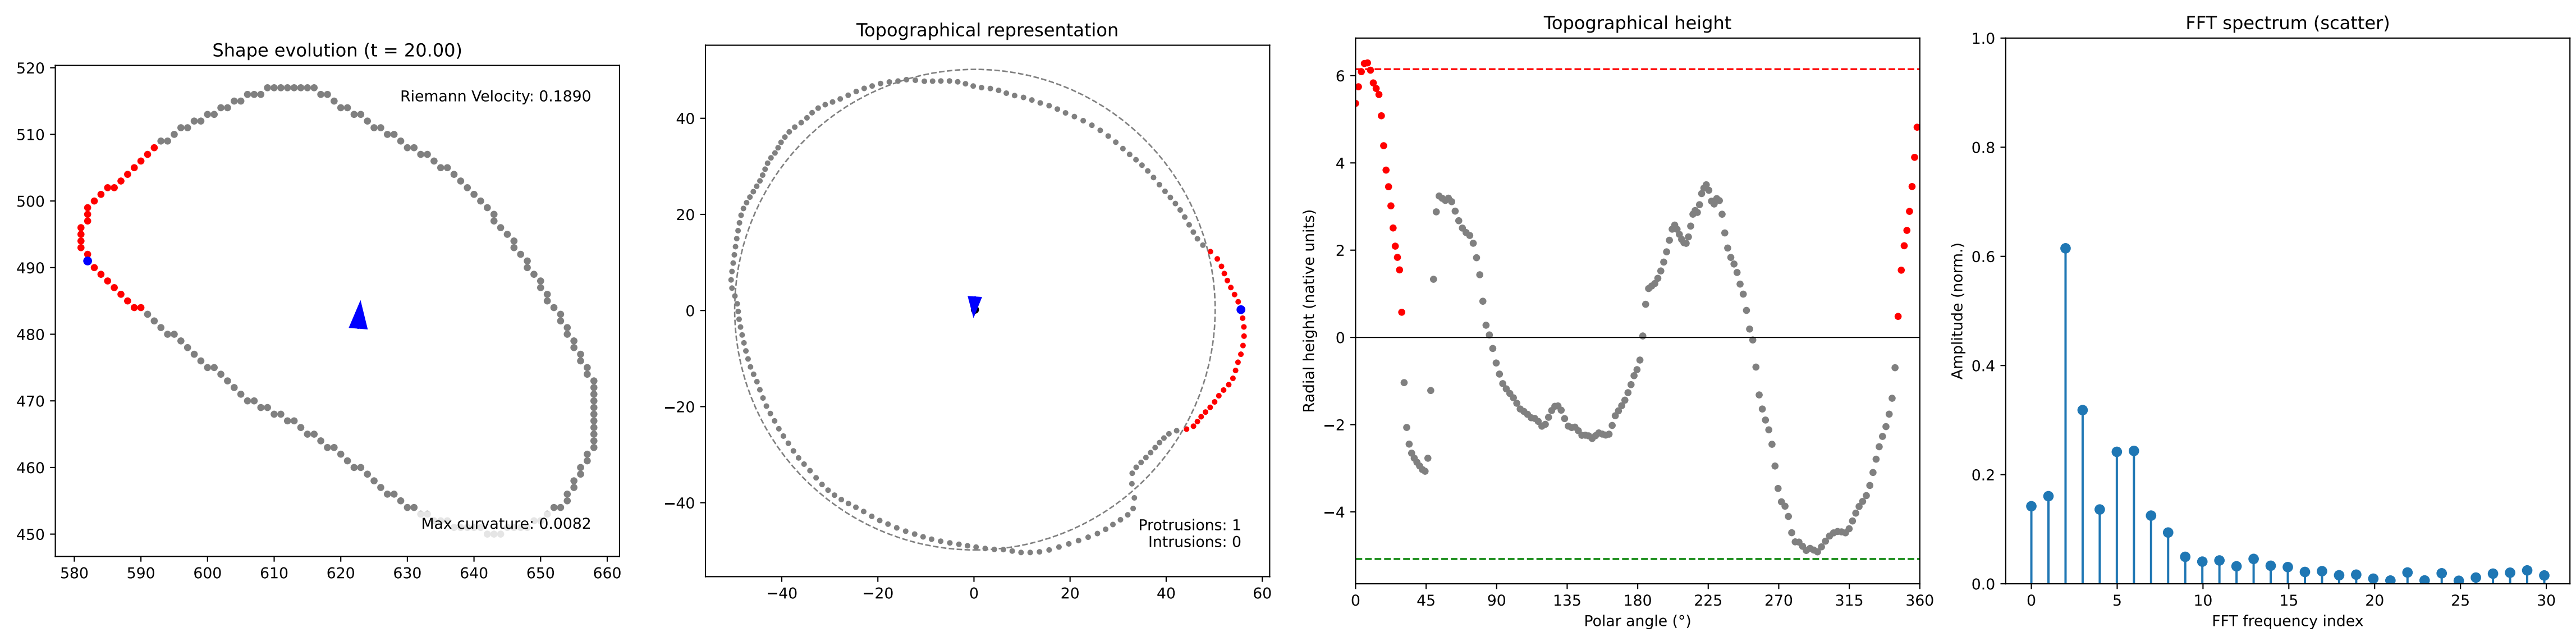 Shape evolution (t = 20.00)
520
510
500
490
480
470
460
450
Riemann Velocity: 0.1890
Max curvature: 0.0082
580 590 600 610 620 630 640 650 660
Topographical representation
40
20
0
−20
−40
Protrusions: 1
Intrusions: 0
−40 −20 0 20 40 60
Topographical height
Radial height (native units)
6
4
2
0
−2
−4
0 45 90 135 180 225 270 315 360
Polar angle (°)
FFT spectrum (scatter)
Amplitude (norm.)
1.0
0.8
0.6
0.4
0.2
0.0
0 5 10 15 20 25 30
FFT frequency index